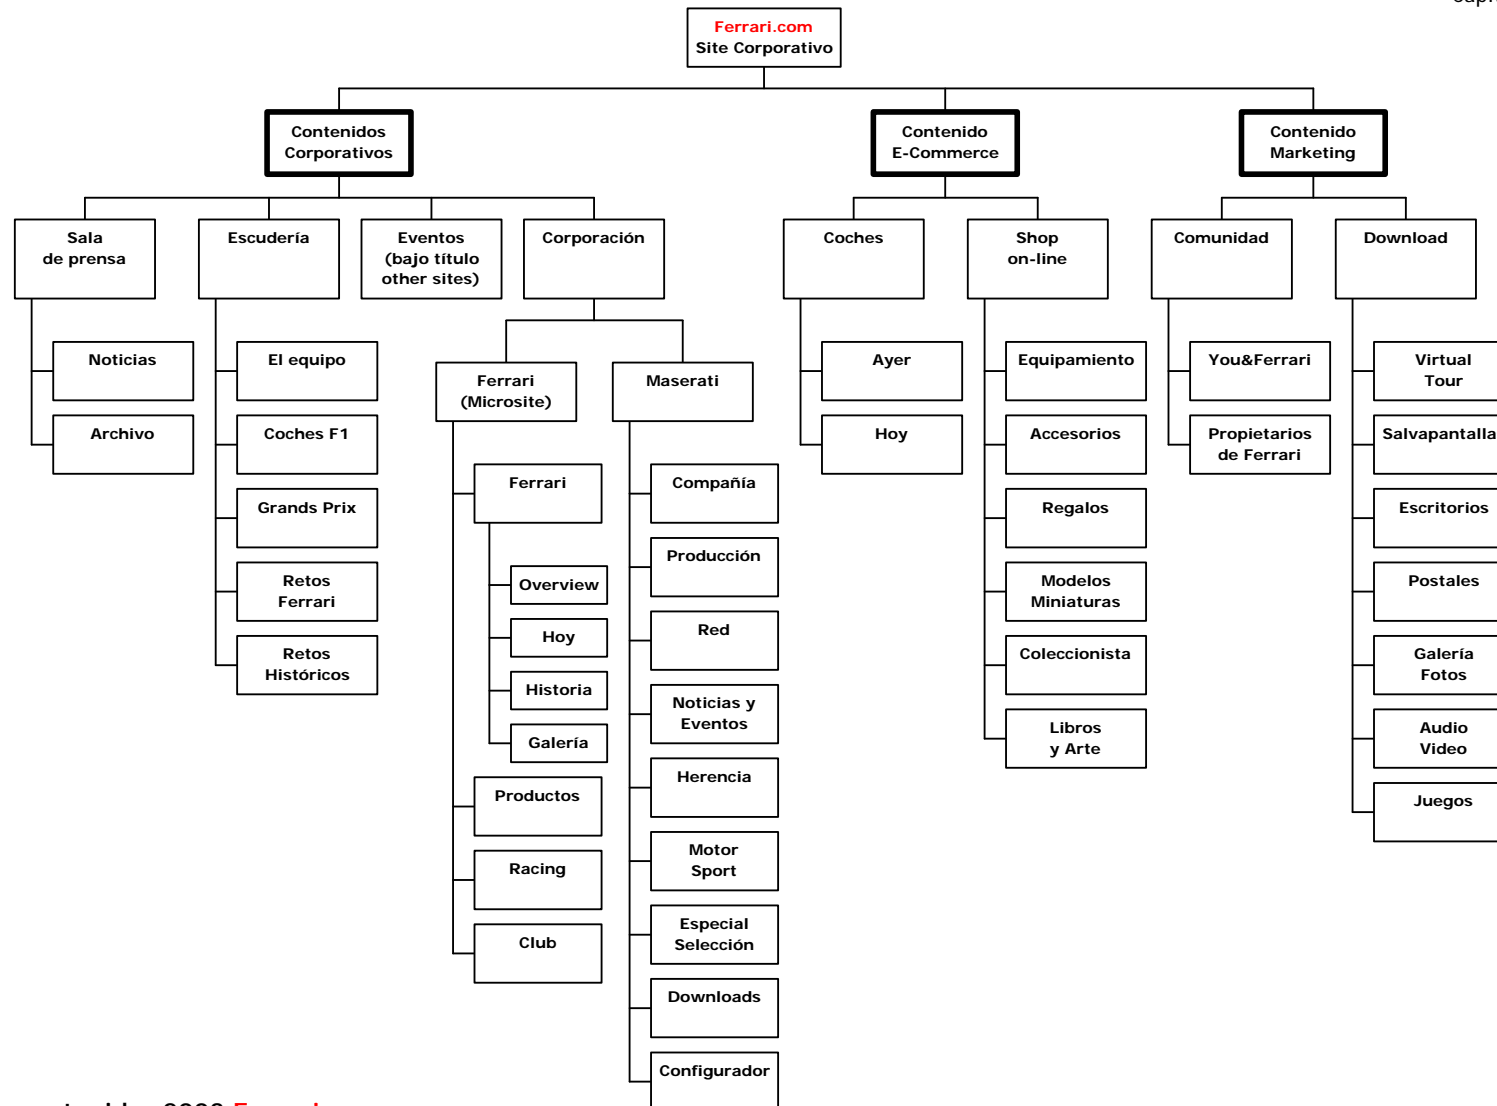 Ferrari.com
Site Corporativo
Contenidos
Corporativos
Contenido
E-Commerce
Contenido
Marketing
Sala
de prensa
Escudería
Eventos
(bajo título
other sites)
Corporación
Coches
Shop
on-line
Comunidad
Download
Noticias
Archivo
El equipo
Coches F1
Grands Prix
Retos
Ferrari
Retos
Históricos
Ferrari
(Microsite)
Ferrari
Overview
Hoy
Historia
Galería
Productos
Racing
Club
Maserati
Compañía
Producción
Red
Noticias y
Eventos
Herencia
Motor
Sport
Especial
Selección
Downloads
Configurador
Ayer
Hoy
Equipamiento
Accesorios
Regalos
Modelos
Miniaturas
Coleccionista
Libros
y Arte
You&Ferrari
Propietarios
de Ferrari
Virtual
Tour
Salvapantalla
Escritorios
Postales
Galería
Fotos
Audio
Video
Juegos